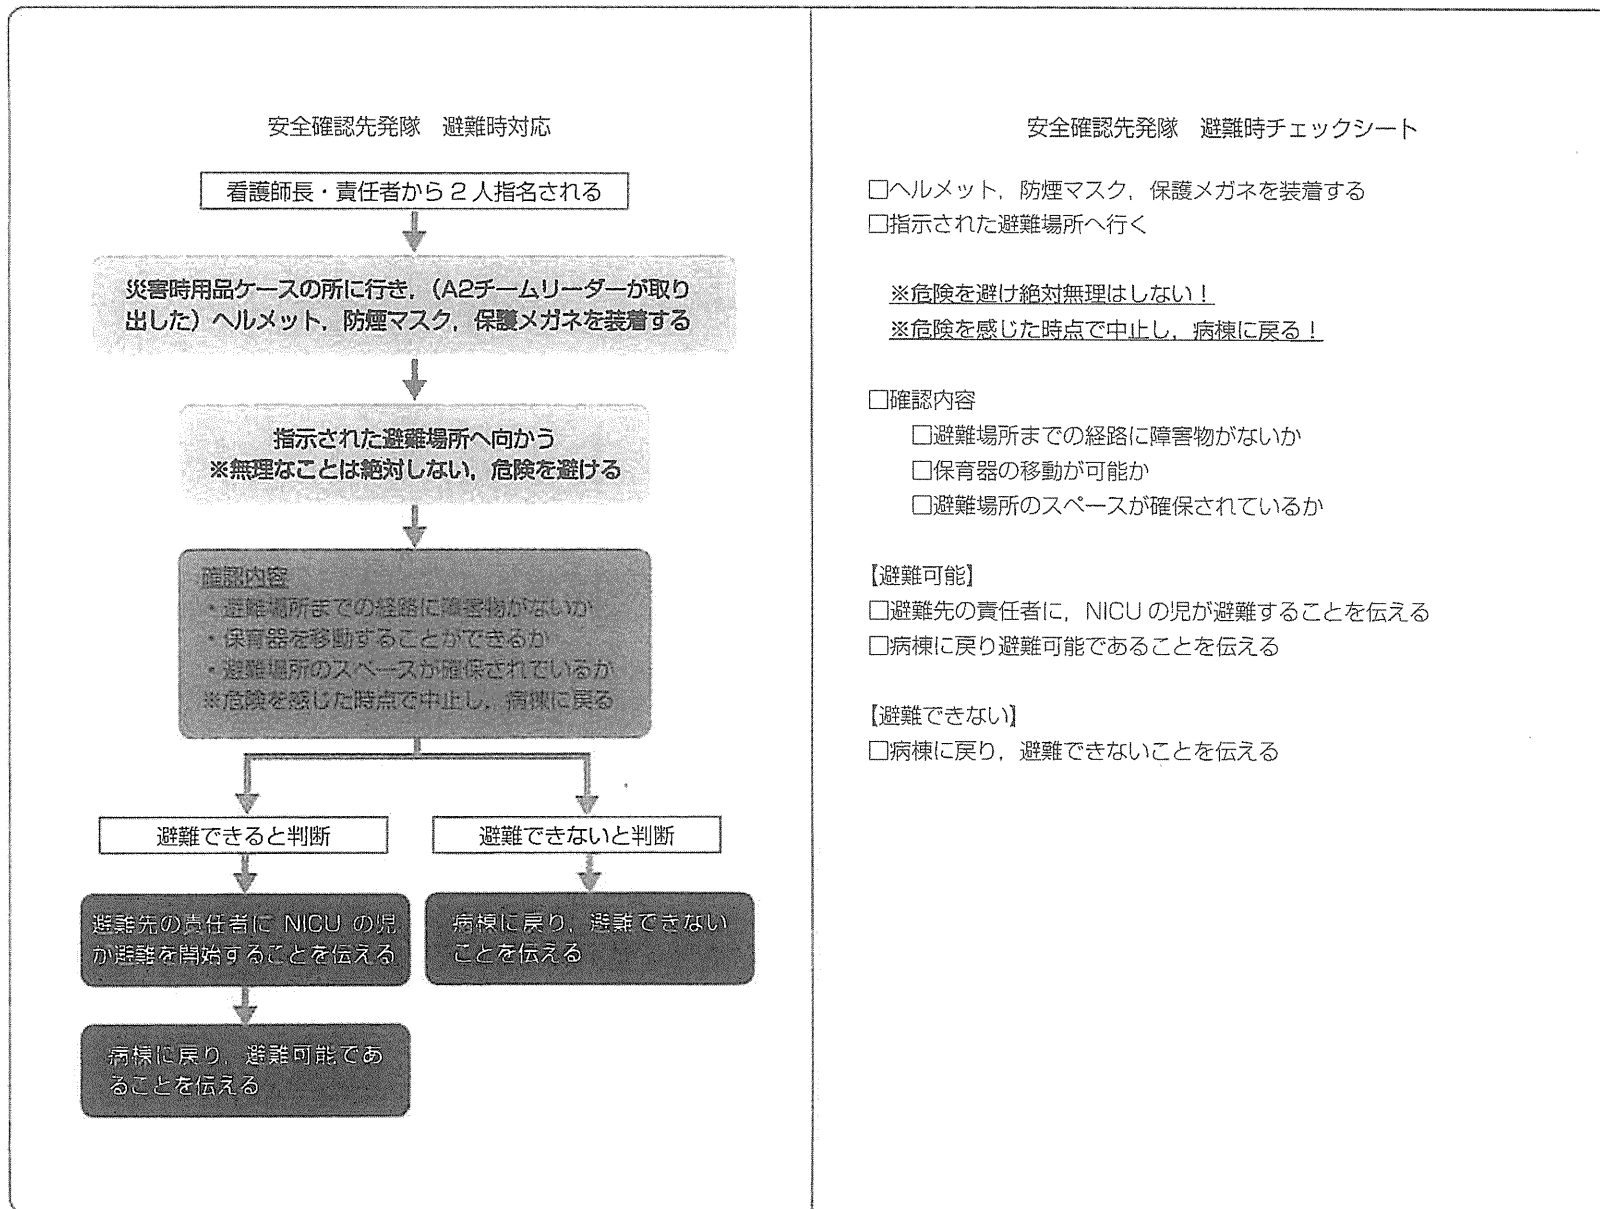 安全確認先発隊　避難時対応
看護師長・責任者から 2 人指名される
災害時用品ケースの所に行き，（A2チームリーダーが取り
出した）ヘルメット，防煙マスク，保護メガネを装着する
指示された避難場所へ向かう
※無理なことは絶対しない，危険を避ける
確認内容
・避難場所までの経路に障害物がないか
・保育器を移動することができるか
・避難場所のスペースが確保されているか
※危険を感じた時点で中止し，病棟に戻る
避難できると判断
避難できないと判断
避難先の責任者に NICU の児
が避難を開始することを伝える
病棟に戻り，避難できない
ことを伝える
病棟に戻り，避難可能であ
ることを伝える
安全確認先発隊　避難時チェックシート
□ヘルメット，防煙マスク，保護メガネを装着する
□指示された避難場所へ行く
※危険を避け絶対無理はしない！
※危険を感じた時点で中止し，病棟に戻る！
□確認内容
□避難場所までの経路に障害物がないか
□保育器の移動が可能か
□避難場所のスペースが確保されているか
【避難可能】
□避難先の責任者に，NICU の児が避難することを伝える
□病棟に戻り避難可能であることを伝える
【避難できない】
□病棟に戻り，避難できないことを伝える